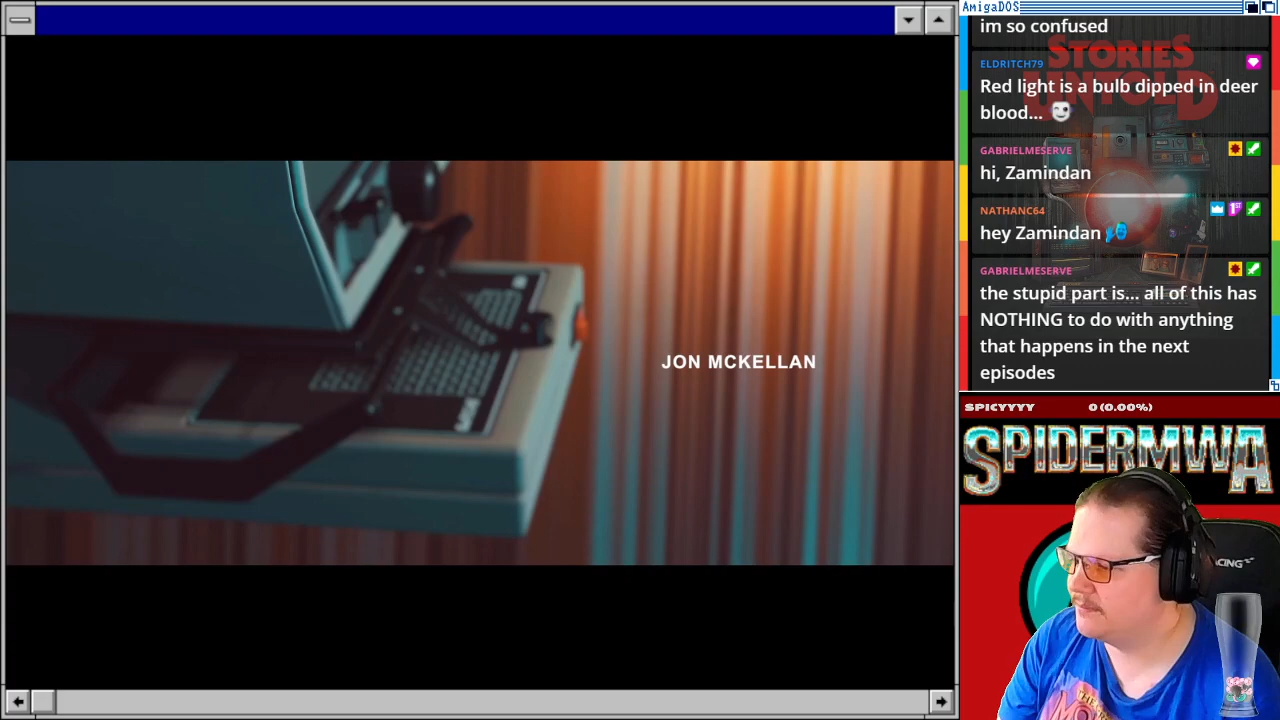 AmigaDOS
im so confused
ELDRITCH79
Red light is a bulb dipped in deer
blood...
GABRIELMESERVE
hi, Zamindan
NATHANC64
hey Zamindan
GABRIELMESERVE
the stupid part is... all of this has
NOTHING to do with anything
that happens in the next
episodes
STORIES
UNTOLD
JON MCKELLAN
SPICYYYY 0 (0.00%)
SPIDERMWA